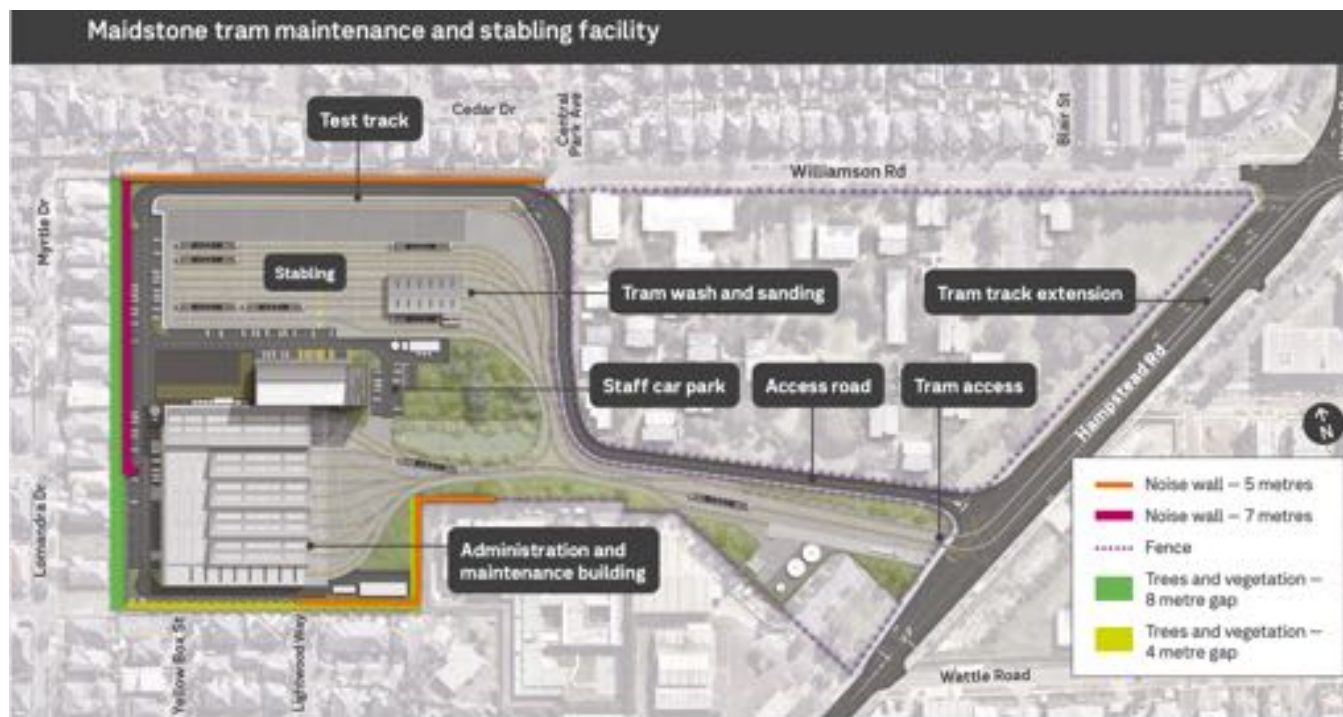 Maidstone tram maintenance and stabling facility
Cedar Dr
Central
Park Ave
Blair St
Test track
Williamson Rd
Myrtle Dr
Stabling
Tram wash and sanding
Tram track extension
Staff car park
Access road
Tram access
Hampstead Rd
N
Lomandra Dr
Administration and
maintenance building
Yellow Box St
Lightwood Way
Wattle Road
Noise wall – 5 metres
Noise wall – 7 metres
Fence
Trees and vegetation –
8 metre gap
Trees and vegetation –
4 metre gap